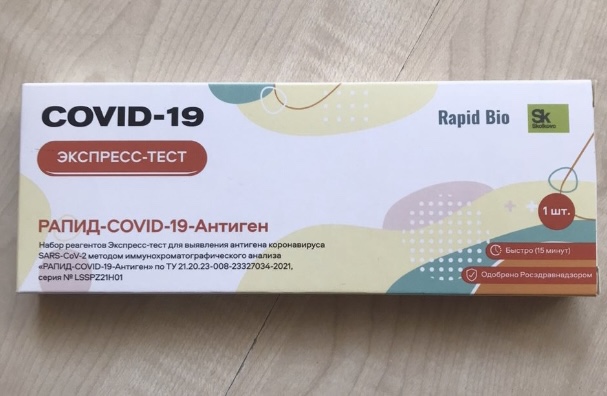 COVID-19
Rapid Bio
Sk
Skolkovo
ЭКСПРЕСС-ТЕСТ
РАПИД-COVID-19-Антиген
1 шт.
Набор реагентов Экспресс-тест для выявления антигена коронавируса
SARS-CoV-2 методом иммунохроматографического анализа
«РАПИД-COVID-19-Антиген» по ТУ 21.20.23-008-23327034-2021,
серия № LSSPZ21H01
Быстро (15 минут)
Одобрено Росздравнадзором